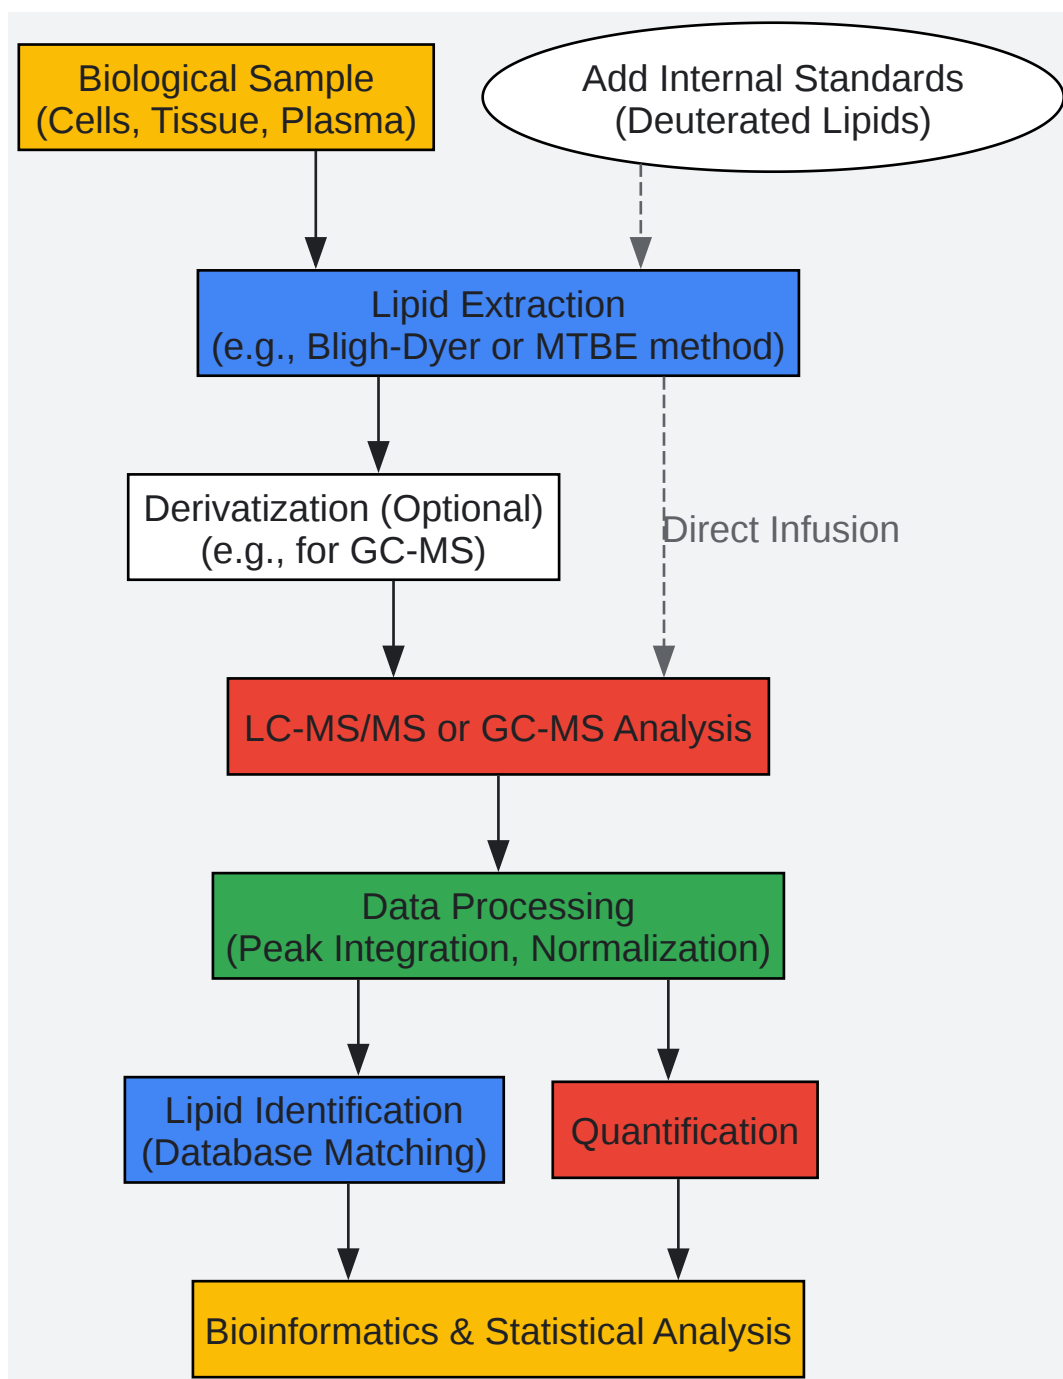 Biological Sample
(Cells, Tissue, Plasma)
Add Internal Standards
(Deuterated Lipids)
Lipid Extraction
(e.g., Bligh-Dyer or MTBE method)
Derivatization (Optional)
(e.g., for GC-MS)
Direct Infusion
LC-MS/MS or GC-MS Analysis
Data Processing
(Peak Integration, Normalization)
Lipid Identification
(Database Matching)
Quantification
Bioinformatics & Statistical Analysis